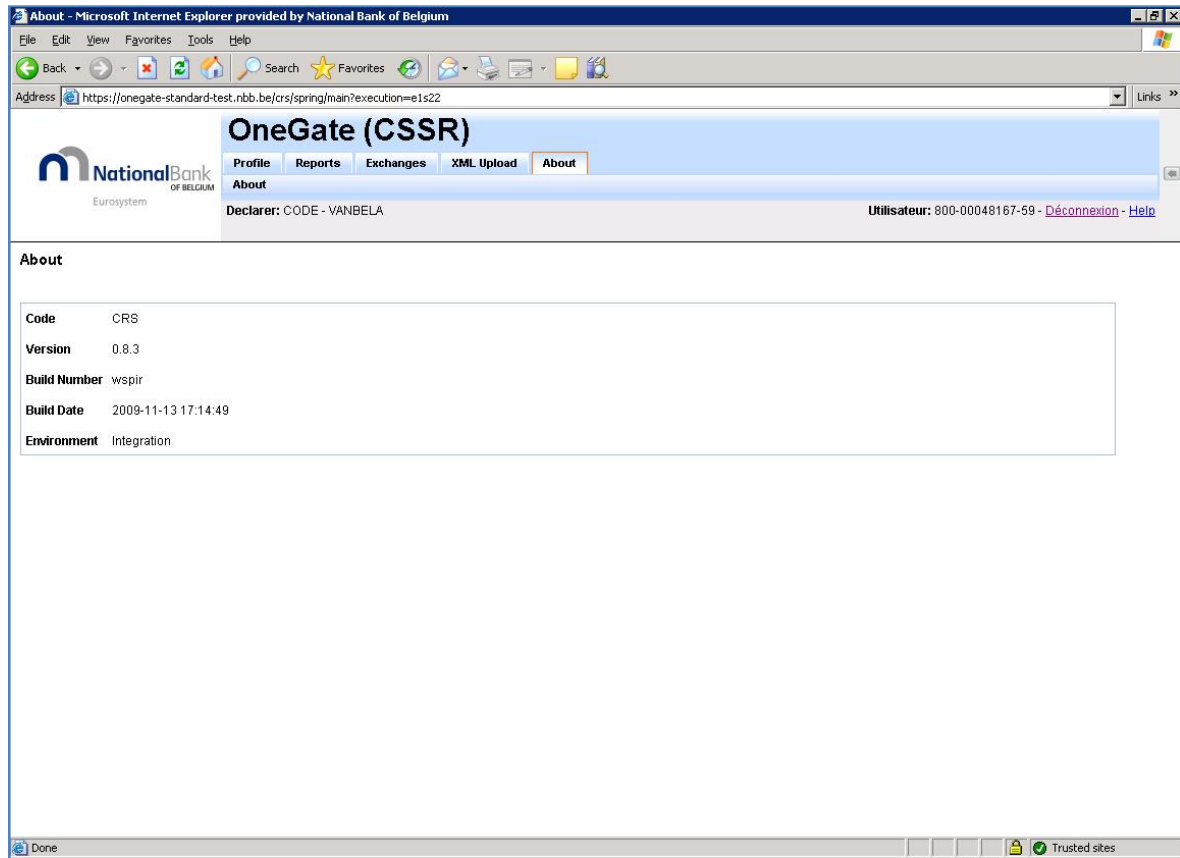 About - Microsoft Internet Explorer provided by National Bank of Belgium
File Edit View Favorites Tools Help
Back Search Favorites
Address https://onegate-standard-test.nbb.be/crs/spring/main?execution=e1s22 Links »
OneGate (CSSR)
NationalBank
OF BELGIUM
Eurosystem
Profile Reports Exchanges XML Upload About
About
Declarer: CODE - VANBELA Utilisateur: 800-00048167-59 - Déconnexion - Help
About
Code CRS
Version 0.8.3
Build Number wspir
Build Date 2009-11-13 17:14:49
Environment Integration
Done Trusted sites